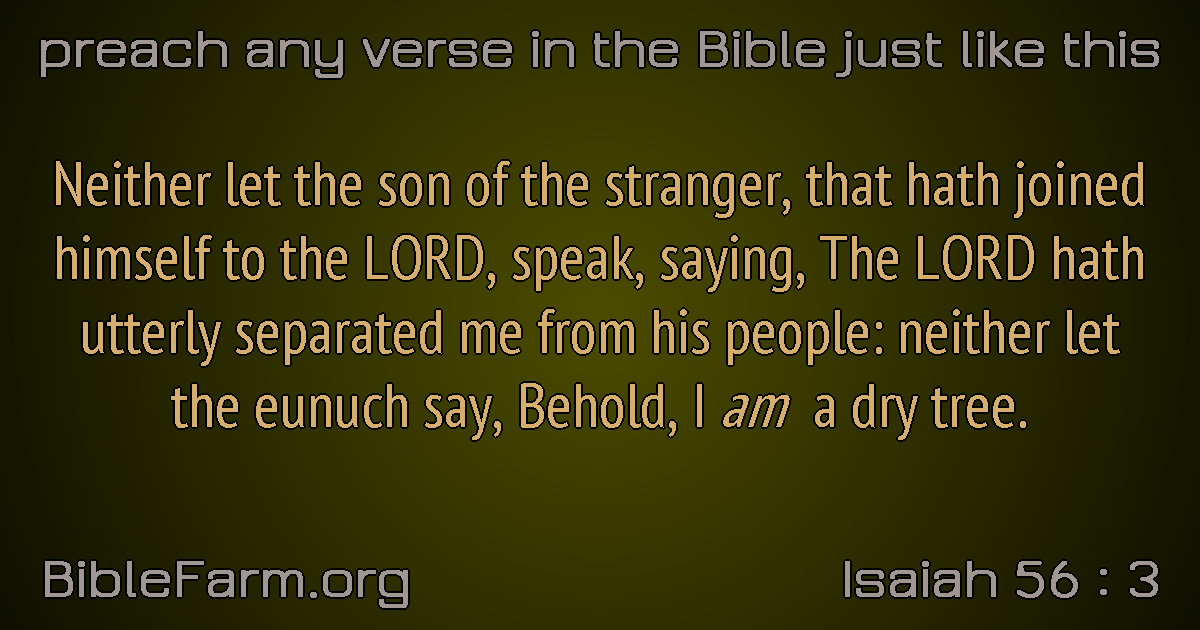 preach any verse in the Bible just like this
Neither let the son of the stranger, that hath joined
himself to the LORD, speak, saying, The LORD hath
utterly separated me from his people: neither let
the eunuch say, Behold, I am a dry tree.
BibleFarm.org
Isaiah 56 : 3